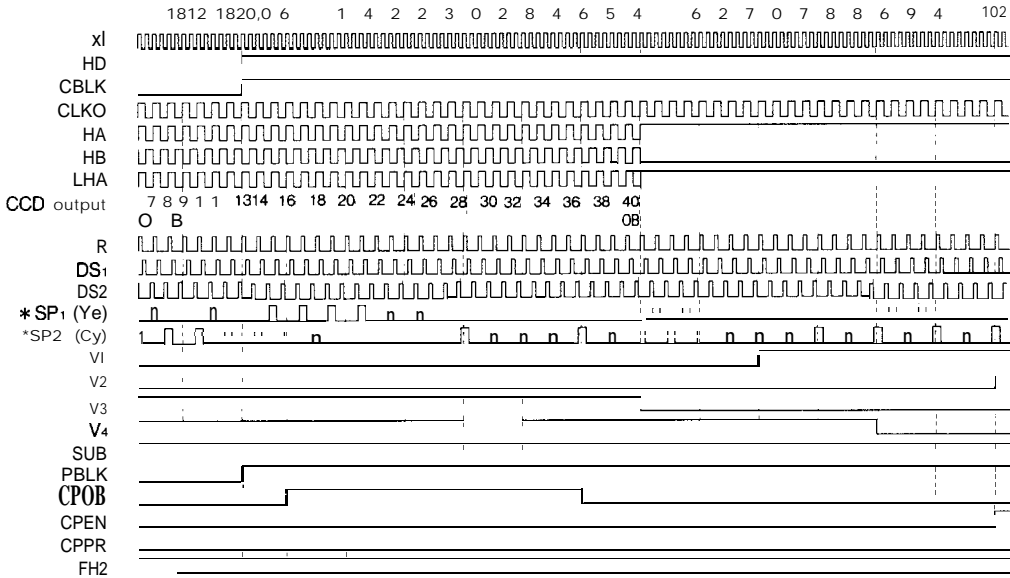 1812 1820,0 6 1 4 2 2 3 0 2 8 4 6 5 4 6 2 7 0 7 8 8 6 9 4 102
xl
HD
CBLK
CLKO
HA
HB
LHA
CCD output 7 8 9 1 1 1314 16 18 20 22 24 26 28 30 32 34 36 38 40
O B OB
R
DS1
DS2
*SP1 (Ye)
*SP2 (Cy)
VI
V2
V3
V4
SUB
PBLK
CPOB
CPEN
CPPR
FH2